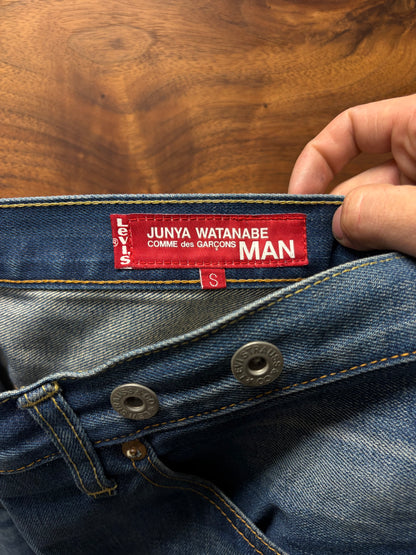 Levi's
®
JUNYA WATANABE
COMME des GARÇONS
MAN
S